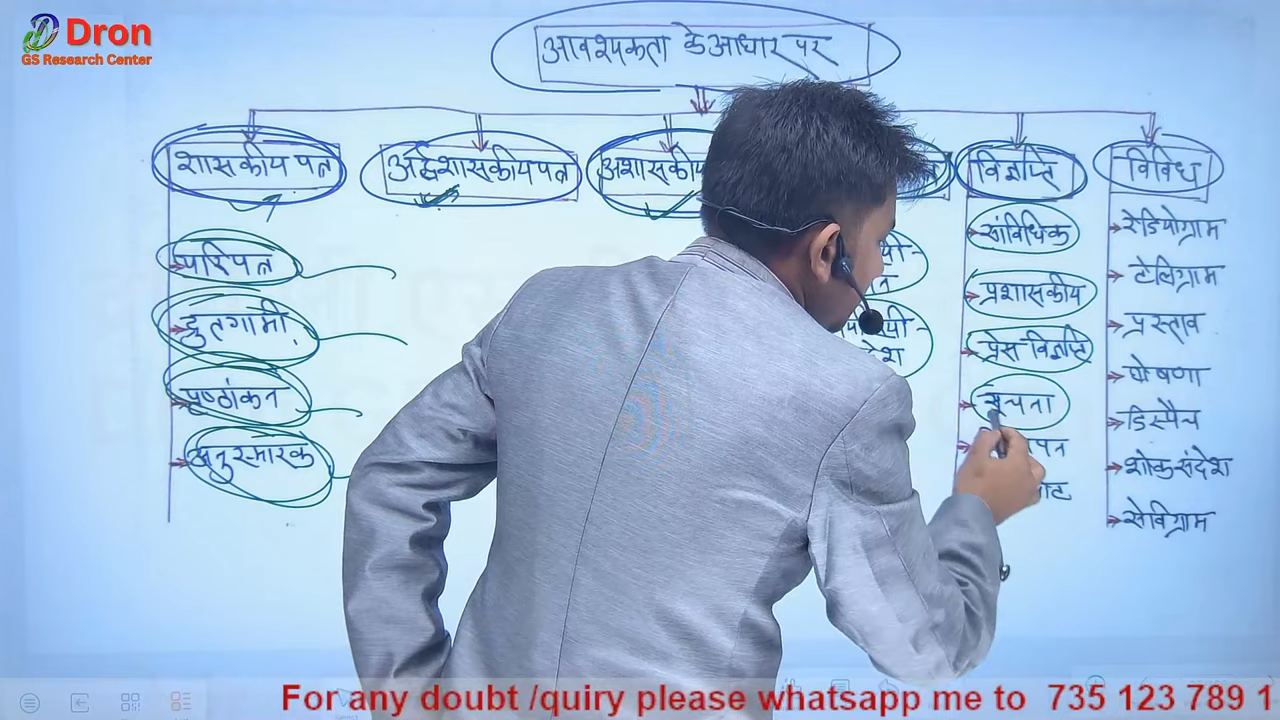 Dron
GS Research Center
आवश्यकता के आधार पर
शासकीय पत्र
अर्द्धशासकीय पत्र
विज्ञप्ति
विविध
परिपत्र
द्रुतगामी
पृष्ठांकन
अनुस्मारक
सांविधिक
प्रशासकीय
प्रेस विज्ञप्ति
सूचना
रेडियोग्राम
टेलिग्राम
प्रस्ताव
घोषणा
डिस्पैच
शोक संदेश
सेविग्राम
For any doubt /quiry please whatsapp me to 735 123 789 1